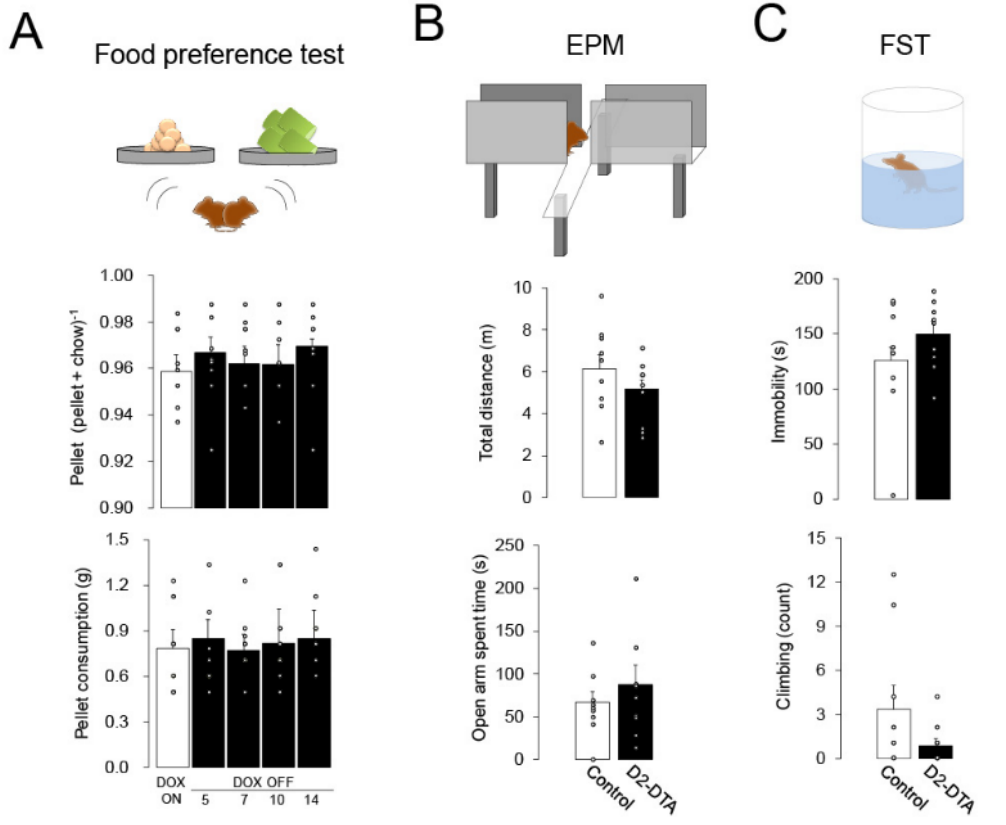 A
Food preference test
Pellet (pellet + chow)-1
1.00
0.98
0.96
0.94
0.92
0.90
Pellet consumption (g)
1.5
1.2
0.9
0.6
0.3
0.0
DOX
ON
DOX OFF
5 7 10 14
B
EPM
Total distance (m)
10
8
6
4
2
0
Open arm spent time (s)
250
200
150
100
50
0
Control
D2-DTA
C
FST
Immobility (s)
200
150
100
50
0
Climbing (count)
15
12
9
6
3
0
Control
D2-DTA